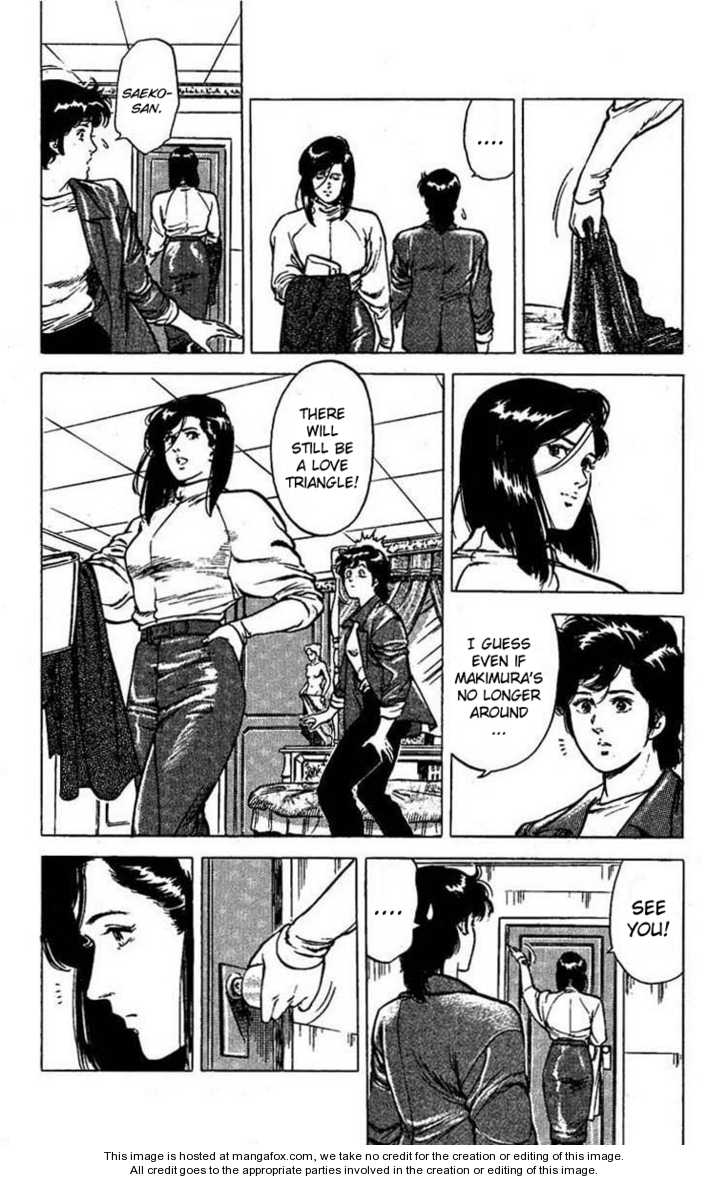 ....
SAEKO-
SAN.
I GUESS
EVEN IF
MAKIMURA'S
NO LONGER
AROUND
...
THERE
WILL
STILL BE
A LOVE
TRIANGLE!
SEE
YOU!
....
This image is hosted at mangafox.com, we take no credit for the creation or editing of this image.
All credit goes to the appropriate parties involved in the creation or editing of this image.